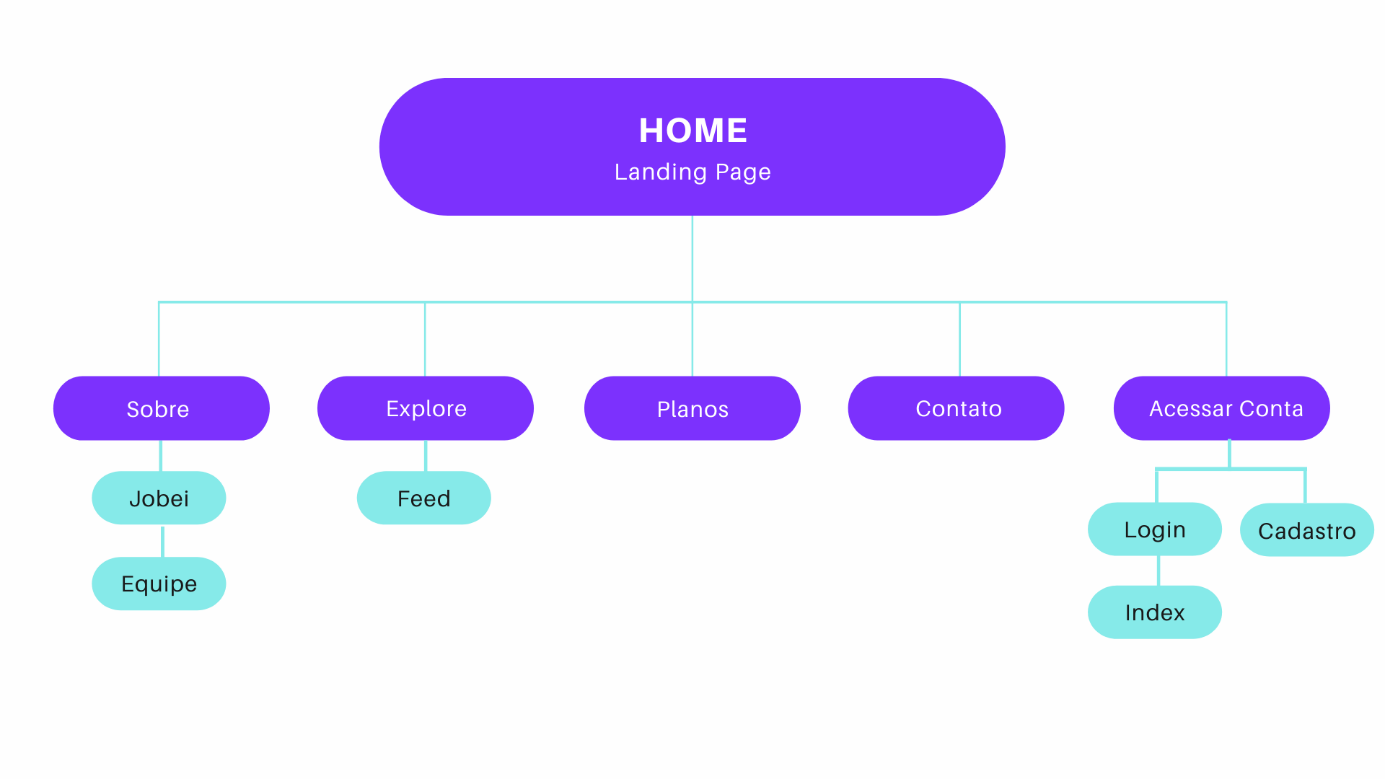 HOME
Landing Page
Sobre
Explore
Planos
Contato
Acessar Conta
Jobei
Feed
Login
Cadastro
Equipe
Index